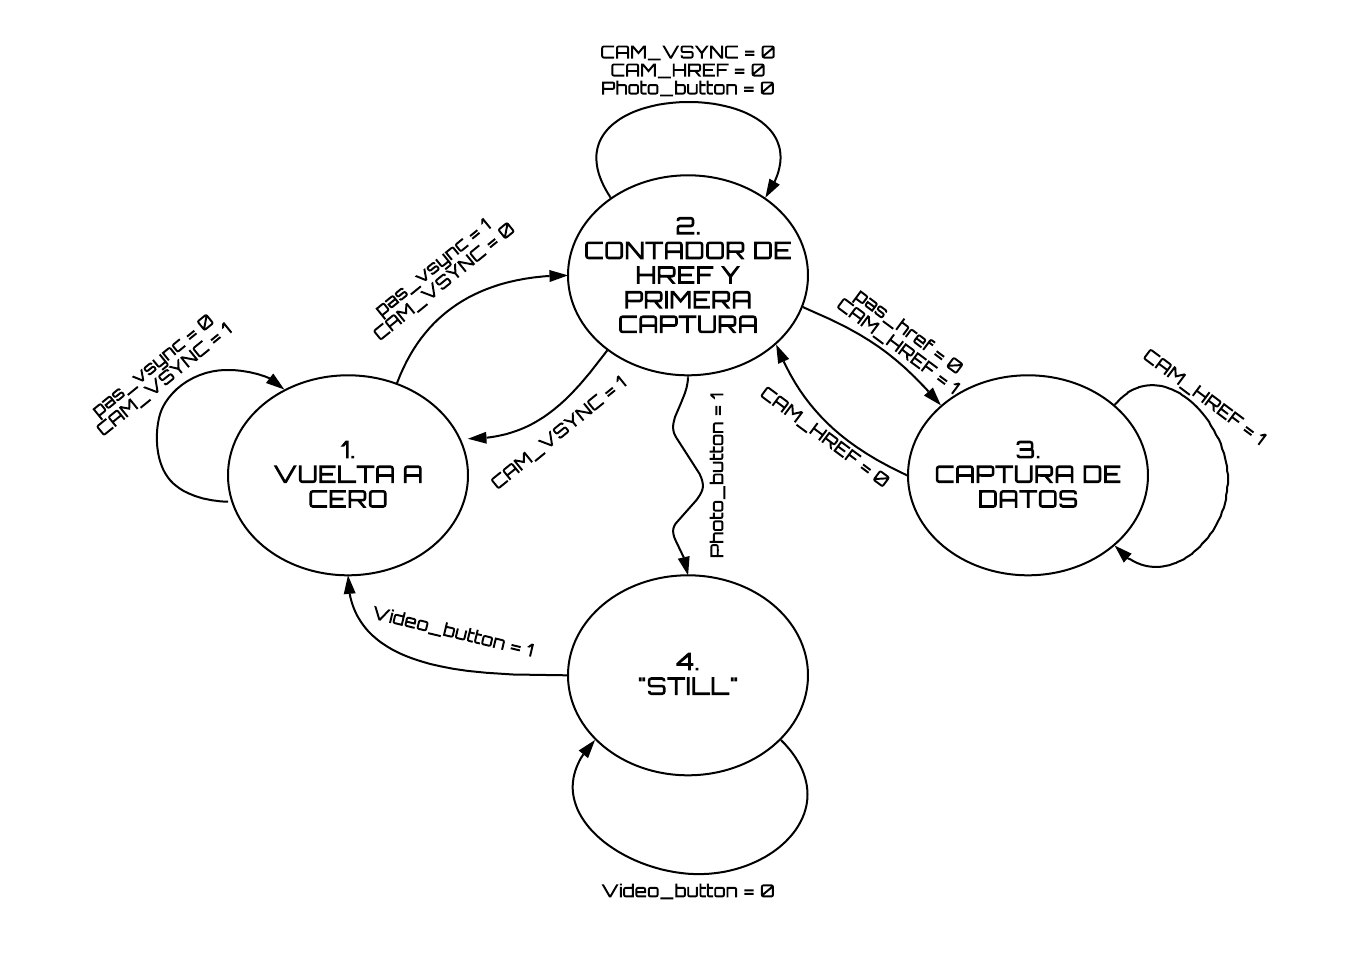 CAM_VSYNC = 0
CAM_HREF = 0
Photo_button = 0
2.
CONTADOR DE
HREF Y
PRIMERA
CAPTURA
pas_vsync = 1
CAM_VSYNC = 0
pas_href = 0
CAM_HREF = 1
pas_vsync = 0
CAM_VSYNC = 1
CAM_VSYNC = 1
Photo_button = 1
CAM_HREF = 0
CAM_HREF = 1
1.
VUELTA A
CERO
3.
CAPTURA DE
DATOS
Video_button = 1
4.
"STILL"
Video_button = 0